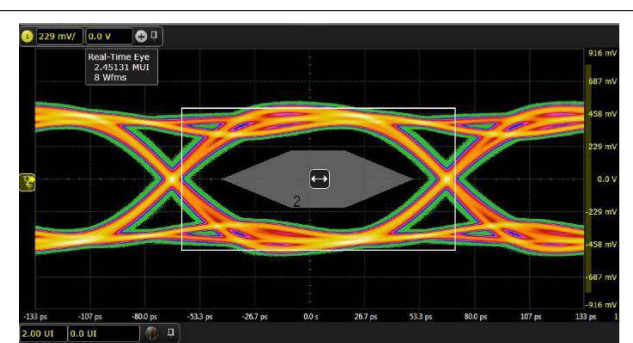 1 229 mV/ 0.0 V
Real-Time Eye
2.45131 MUI
8 Wfms
916 mV
687 mV
458 mV
229 mV
0.0 V
-229 mV
-458 mV
-687 mV
-916 mV
2
-133 ps -107 ps -80.0 ps -53.3 ps -26.7 ps 0.0 s 26.7 ps 53.3 ps 80.0 ps 107 ps 133 ps 1
2.00 UI 0.0 UI